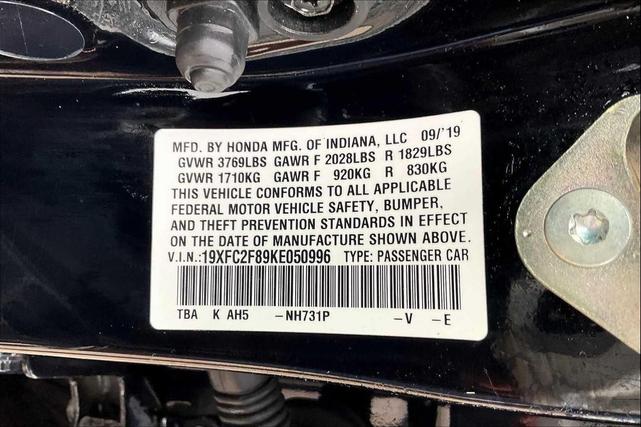 MFD. BY HONDA MFG. OF INDIANA, LLC 09/'19
GVWR 3769LBS GAWR F 2028LBS R 1829LBS
GVWR 1710KG GAWR F 920KG R 830KG
THIS VEHICLE CONFORMS TO ALL APPLICABLE
FEDERAL MOTOR VEHICLE SAFETY, BUMPER,
AND THEFT PREVENTION STANDARDS IN EFFECT
ON THE DATE OF MANUFACTURE SHOWN ABOVE.
V.I.N.:19XFC2F89KE050996 TYPE: PASSENGER CAR
TBA K AH5 -NH731P -V -E